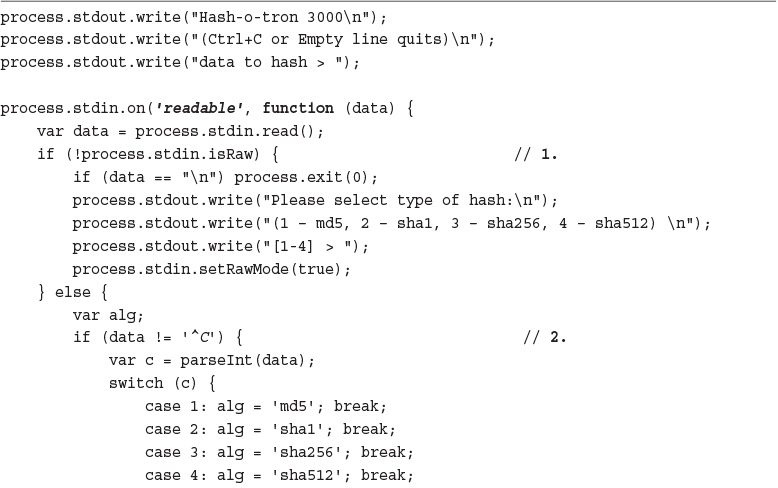 process.stdout.write("Hash-o-tron 3000\n");
process.stdout.write("(Ctrl+C or Empty line quits)\n");
process.stdout.write("data to hash > ");

process.stdin.on('readable', function (data) {
    var data = process.stdin.read();
    if (!process.stdin.isRaw) {                         // 1.
        if (data == "\n") process.exit(0);
        process.stdout.write("Please select type of hash:\n");
        process.stdout.write("(1 – md5, 2 – sha1, 3 – sha256, 4 – sha512) \n");
        process.stdout.write("[1-4] > ");
        process.stdin.setRawMode(true);
    } else {
        var alg;
        if (data != '^C') {                              // 2.
            var c = parseInt(data);
            switch (c) {
                case 1: alg = 'md5'; break;
                case 2: alg = 'sha1'; break;
                case 3: alg = 'sha256'; break;
                case 4: alg = 'sha512'; break;